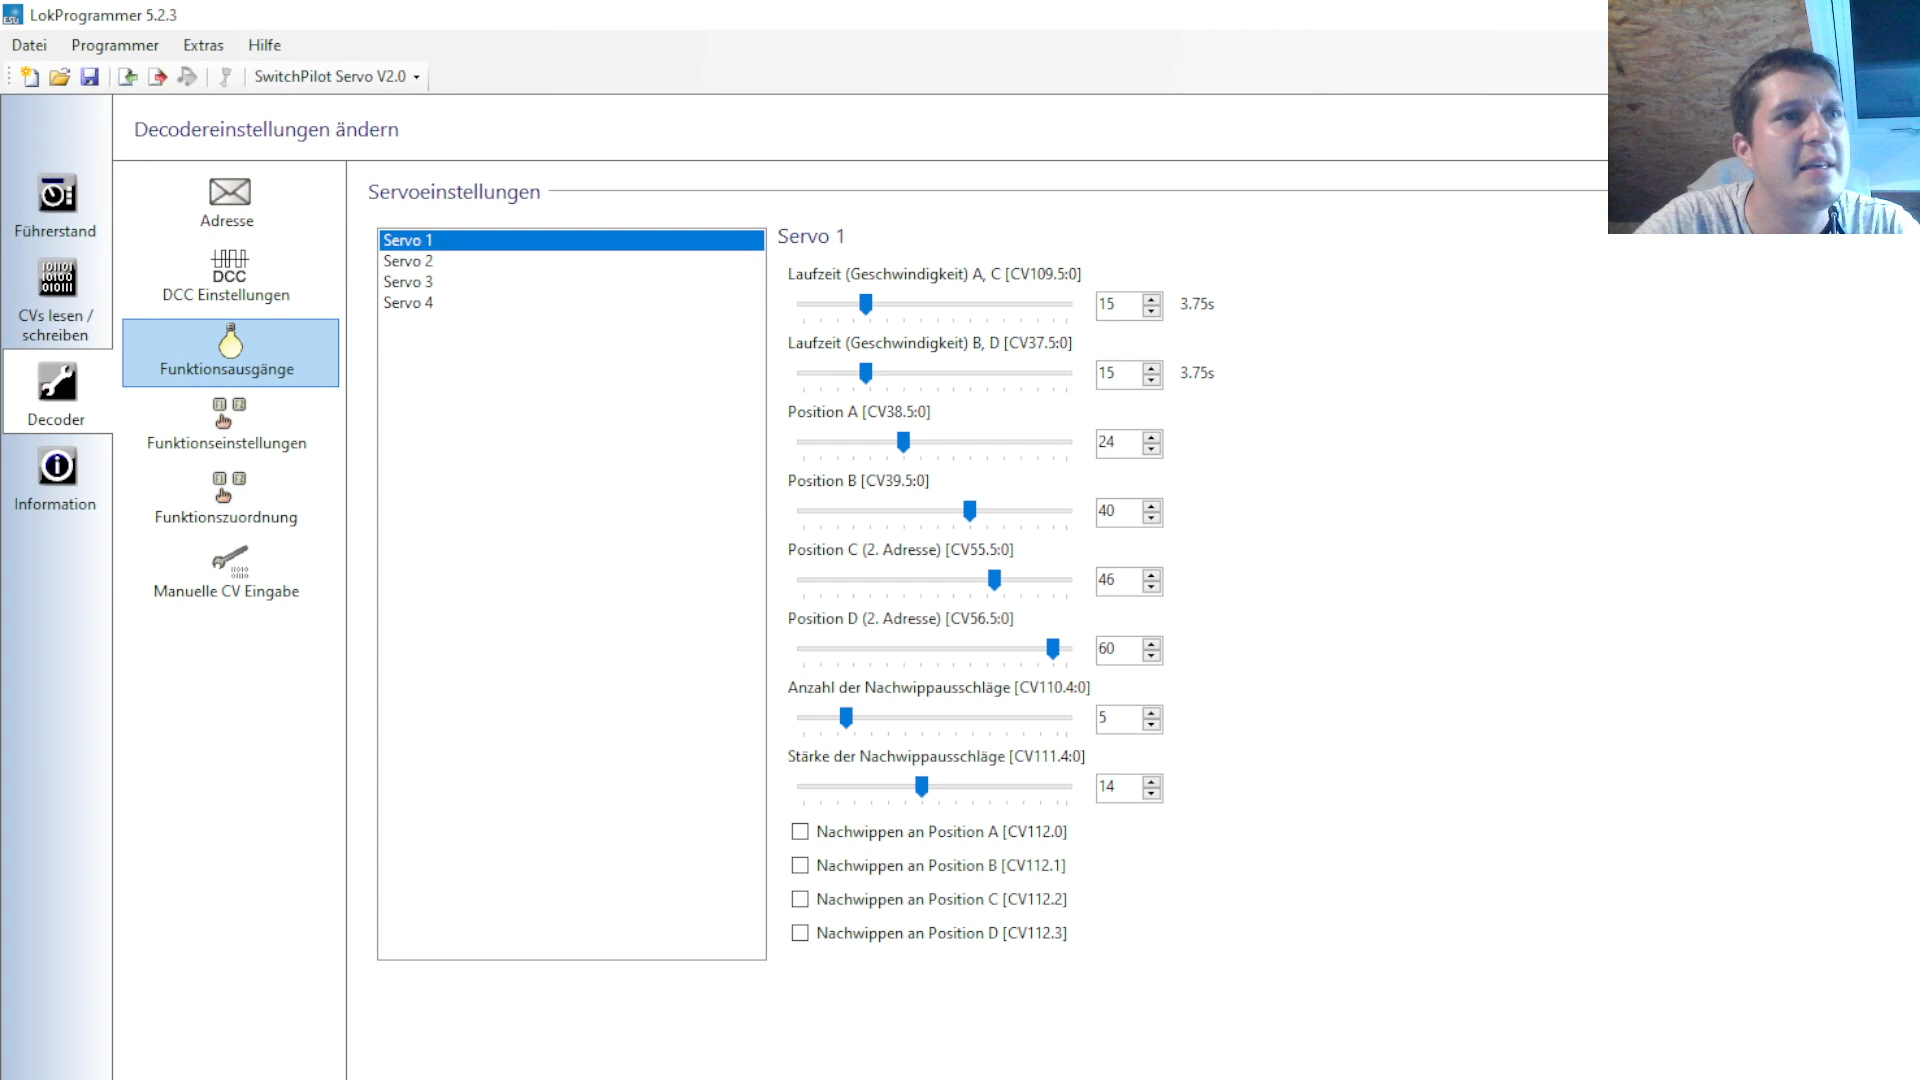 LokProgrammer 5.2.3
Datei Programmer Extras Hilfe
SwitchPilot Servo V2.0
Decodereinstellungen ändern
Führerstand
CVs lesen /
schreiben
Decoder
Information
Adresse
DCC
DCC Einstellungen
Funktionsausgänge
Funktionseinstellungen
Funktionszuordnung
Manuelle CV Eingabe
Servoeinstellungen
Servo 1
Servo 2
Servo 3
Servo 4
Servo 1
Laufzeit (Geschwindigkeit) A, C [CV109.5:0]
15 3.75s
Laufzeit (Geschwindigkeit) B, D [CV37.5:0]
15 3.75s
Position A [CV38.5:0]
24
Position B [CV39.5:0]
40
Position C (2. Adresse) [CV55.5:0]
46
Position D (2. Adresse) [CV56.5:0]
60
Anzahl der Nachwippausschläge [CV110.4:0]
5
Stärke der Nachwippausschläge [CV111.4:0]
14
Nachwippen an Position A [CV112.0]
Nachwippen an Position B [CV112.1]
Nachwippen an Position C [CV112.2]
Nachwippen an Position D [CV112.3]